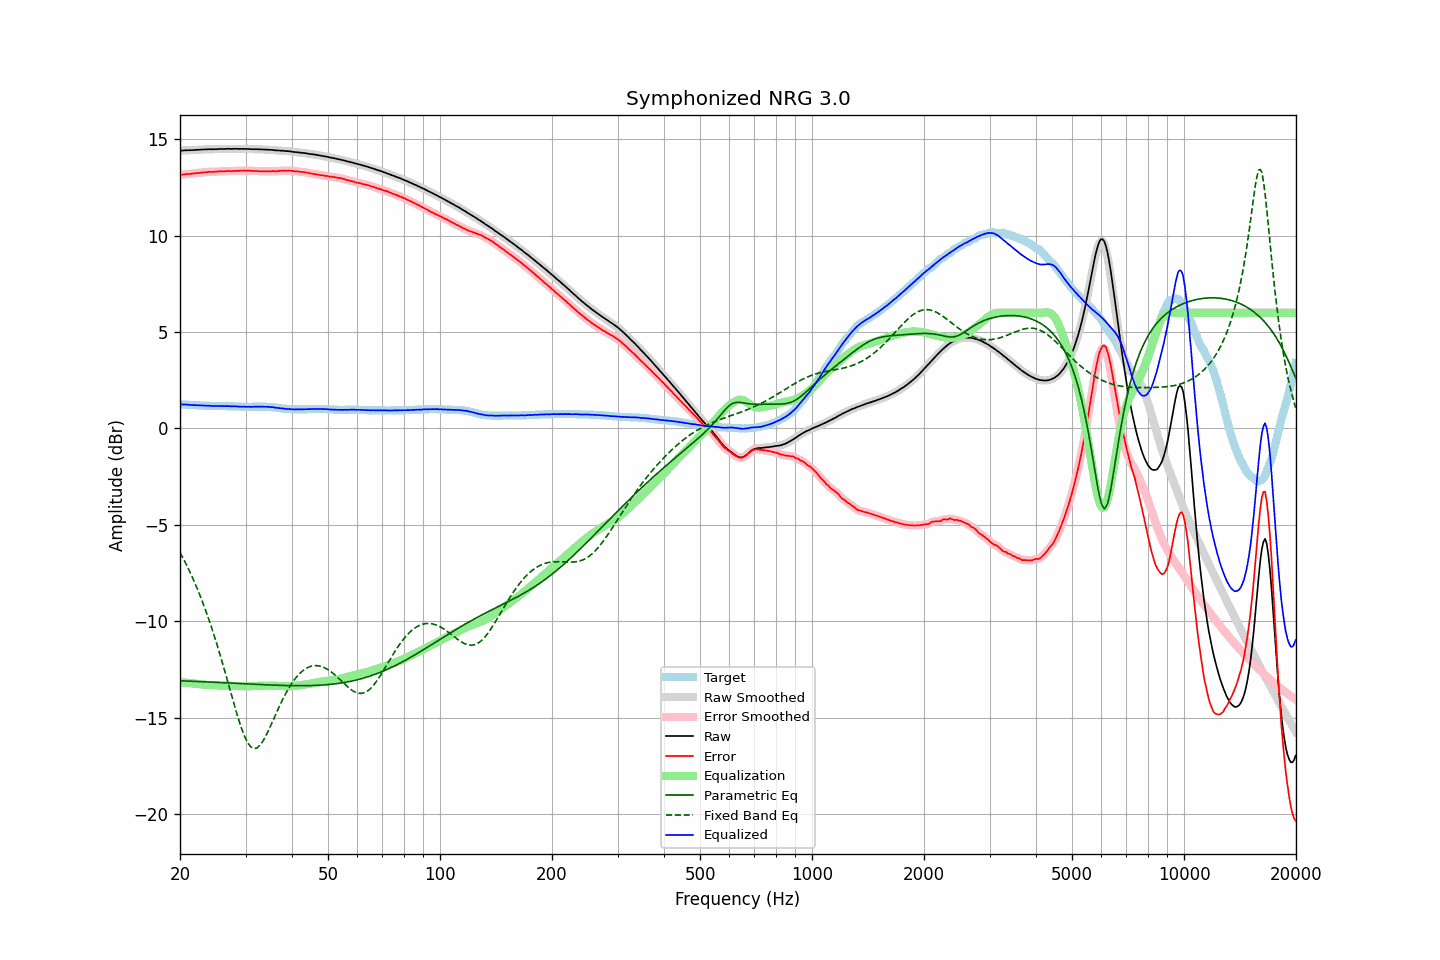 Symphonized NRG 3.0
Amplitude (dBr)
15
10
5
0
−5
−10
−15
−20
Target
Raw Smoothed
Error Smoothed
Raw
Error
Equalization
Parametric Eq
Fixed Band Eq
Equalized
20 50 100 200 500 1000 2000 5000 10000 20000
Frequency (Hz)